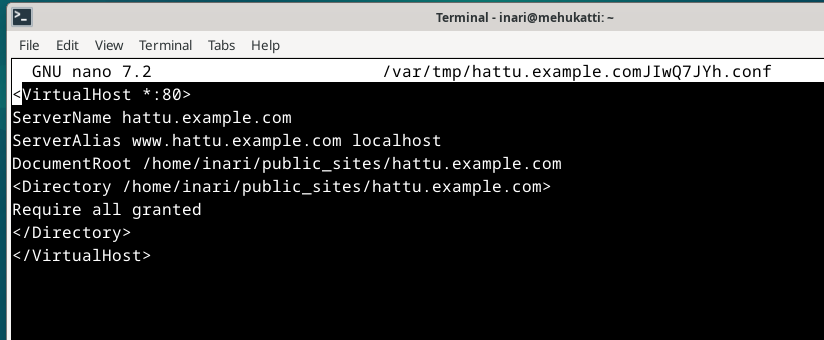 Terminal - inari@mehukatti: ~
File Edit View Terminal Tabs Help
GNU nano 7.2 /var/tmp/hattu.example.comJIwQ7JYh.conf
<VirtualHost *:80>
ServerName hattu.example.com
ServerAlias www.hattu.example.com localhost
DocumentRoot /home/inari/public_sites/hattu.example.com
<Directory /home/inari/public_sites/hattu.example.com>
Require all granted
</Directory>
</VirtualHost>